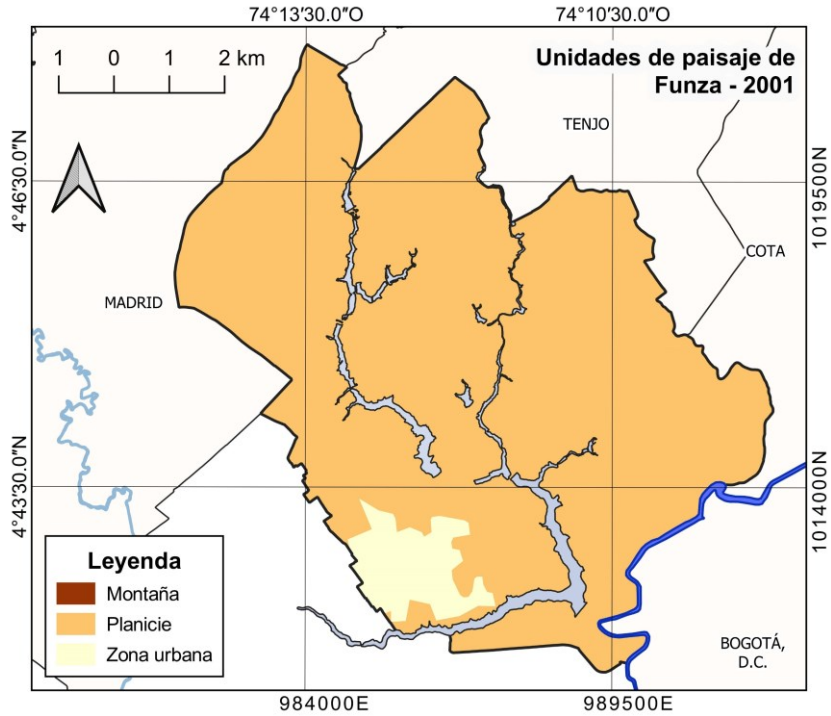 74°13'30.0"O
74°10'30.0"O
1 0 1 2 km
Unidades de paisaje de
Funza - 2001
TENJO
4°46'30.0"N
1019500N
COTA
MADRID
4°43'30.0"N
1014000N
Leyenda
Montaña
Planicie
Zona urbana
BOGOTÁ,
D.C.
984000E
989500E